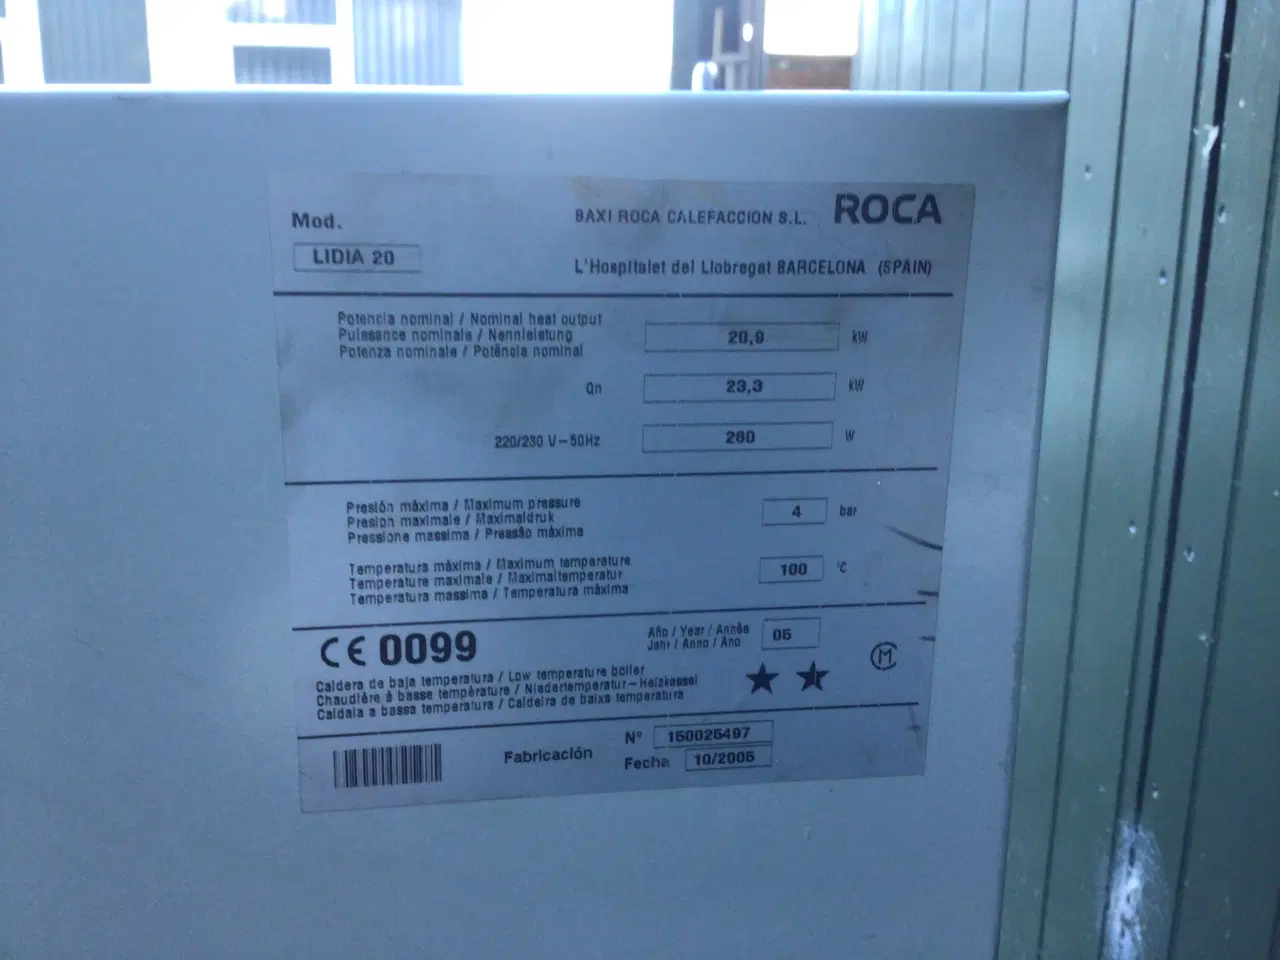 Mod.
BAXI ROCA CALEFACCION S.L. ROCA
LIDIA 20
L'Hospitalet del Llobregat BARCELONA (SPAIN)
Potencia nominal / Nominal heat output
Puissance nominale / Nennleistung
Potenza nominale / Potência nominal
20,9 kW
Qn 23,3 kW
220/230 V-50Hz 260 W
Presión máxima / Maximum pressure
Presion maximale / Maximaldruk
Pressione massima / Pressão máxima
4 bar
Temperatura máxima / Maximum temperature
Temperature maximale / Maximaltemperatur
Temperatura massima / Temperatura máxima
100 °C
CE 0099
Año / Year / Année
Jahr / Anno / Ano
05
Caldera de baja temperatura / Low temperature boiler
Chaudière à basse température / Niedertemperatur-Heizkessel
Caldaia a bassa temperatura / Caldeira de baixa temperatura
CM
Fabricación
Nº 150025497
Fecha 10/2005